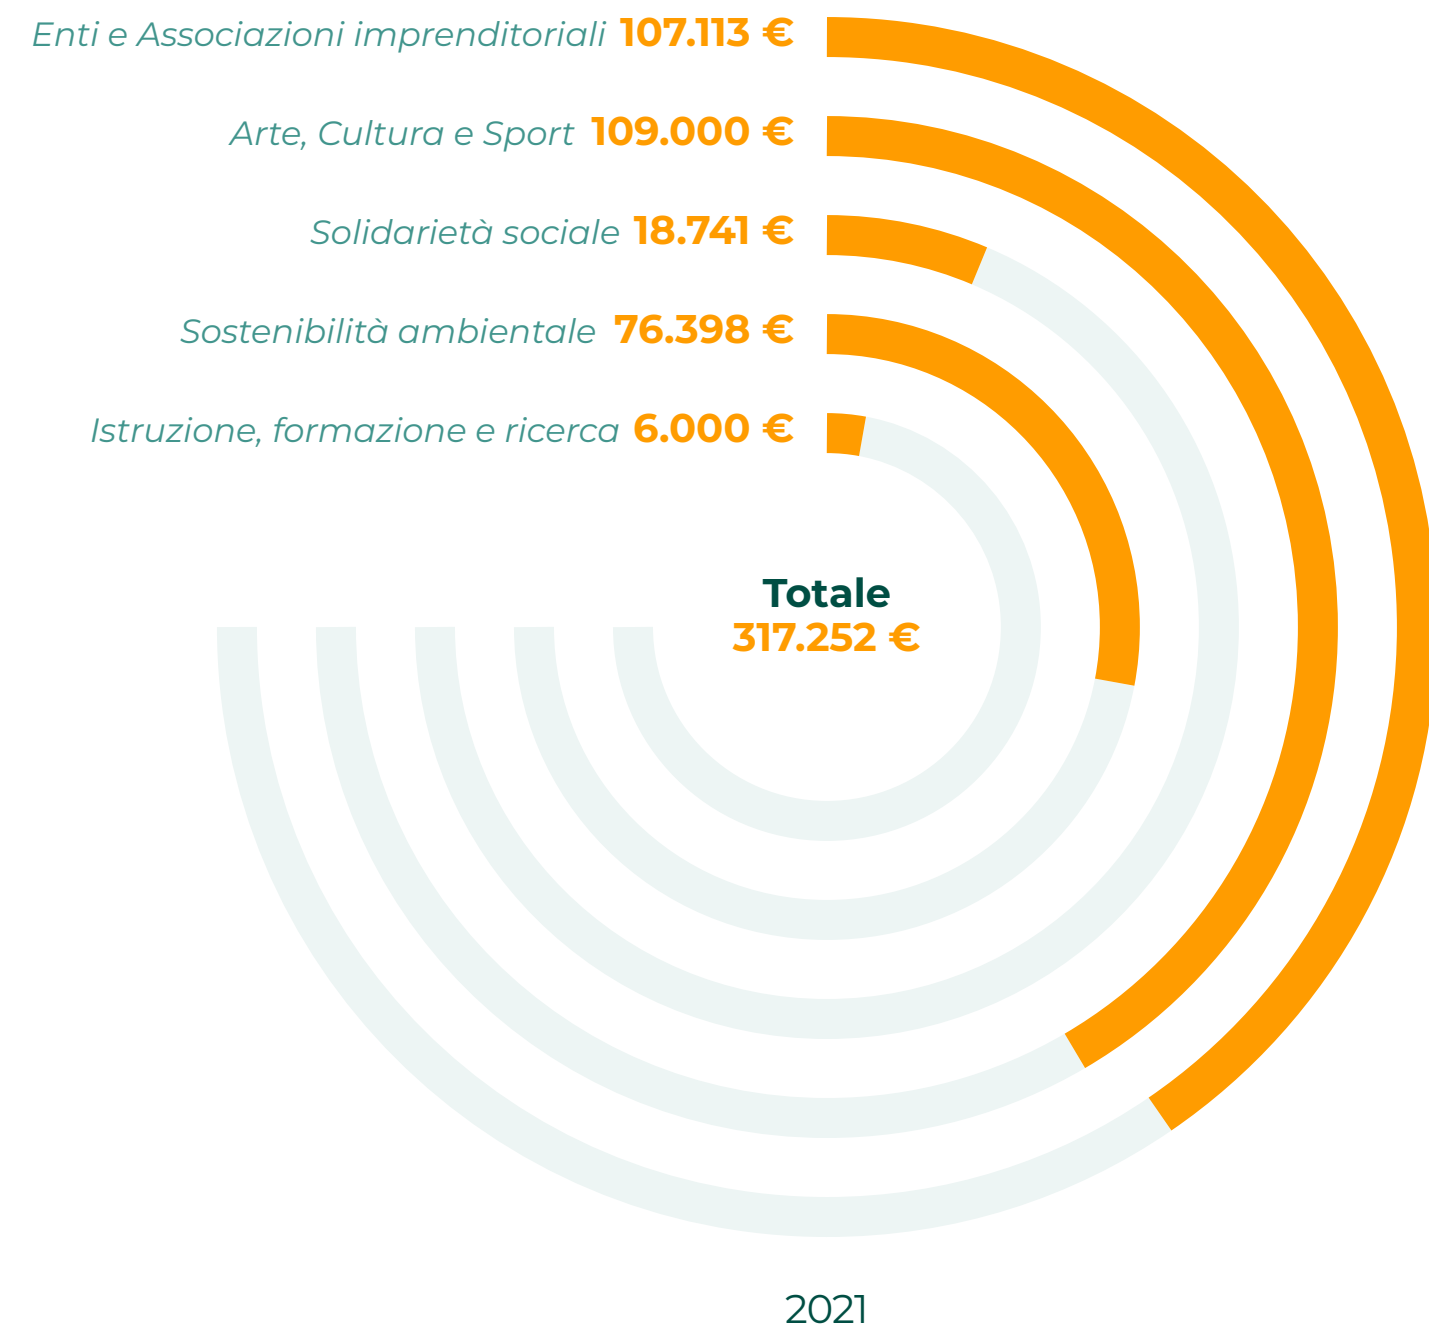 Enti e Associazioni imprenditoriali 107.113 €
Arte, Cultura e Sport 109.000 €
Solidarietà sociale 18.741 €
Sostenibilità ambientale 76.398 €
Istruzione, formazione e ricerca 6.000 €
Totale
317.252 €
2021